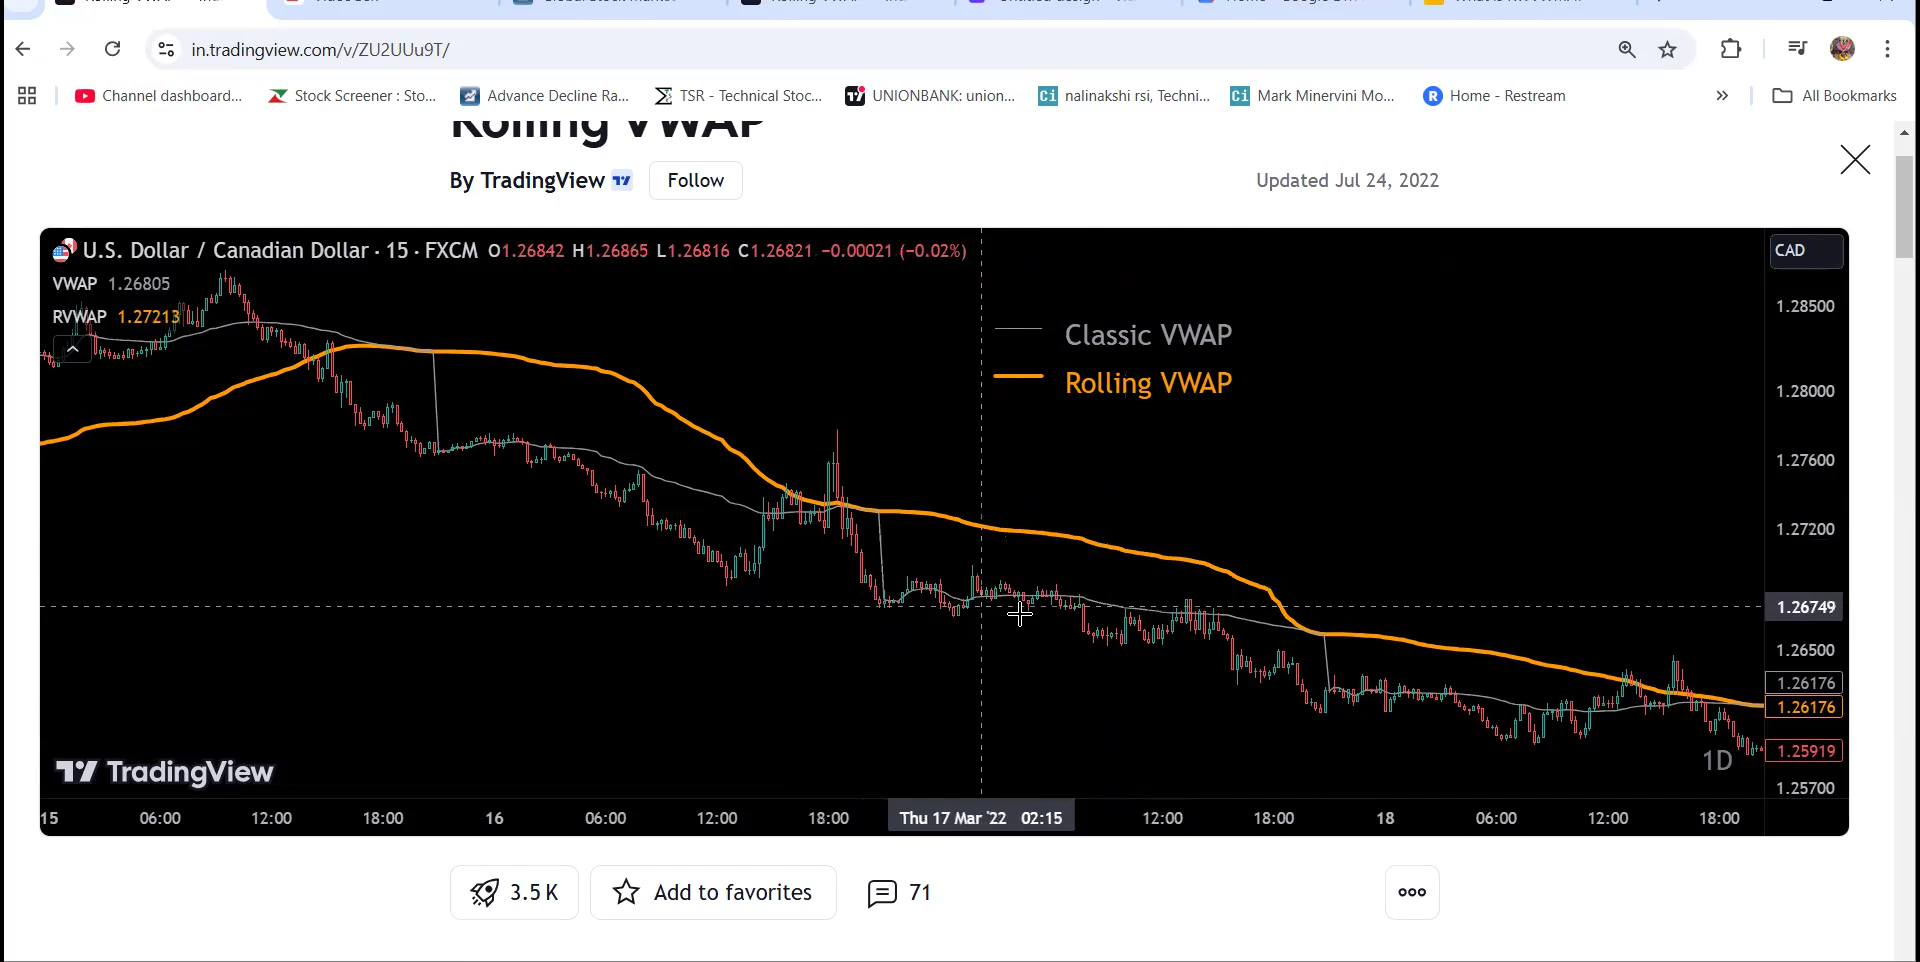 in.tradingview.com/v/ZU2UUu9T/
Channel dashboard... Stock Screener : Sto... Advance Decline Ra... TSR - Technical Stoc... UNIONBANK: union... nalinakshi rsi, Techni... Mark Minervini Mo... Home - Restream » All Bookmarks
Rolling VWAP
By TradingView Follow Updated Jul 24, 2022
U.S. Dollar / Canadian Dollar · 15 · FXCM O1.26842 H1.26865 L1.26816 C1.26821 −0.00021 (−0.02%) CAD
VWAP 1.26805
RVWAP 1.27213
1.28500
Classic VWAP
Rolling VWAP
1.28000
1.27600
1.27200
1.26749
1.26500
1.26176
1.26176
1.25919
1D
TradingView
1.25700
15 06:00 12:00 18:00 16 06:00 12:00 18:00 Thu 17 Mar '22 02:15 12:00 18:00 18 06:00 12:00 18:00
3.5 K Add to favorites 71